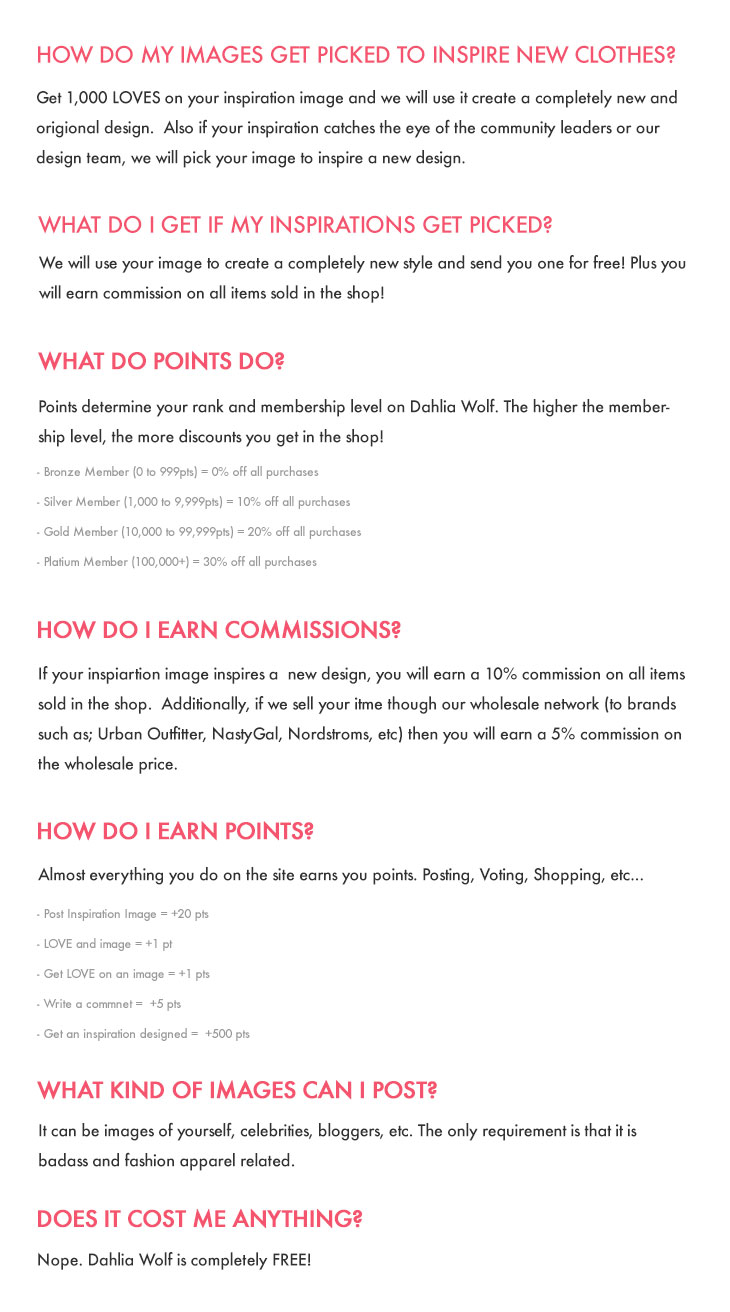 HOW DO MY IMAGES GET PICKED TO INSPIRE NEW CLOTHES?
Get 1,000 LOVES on your inspiration image and we will use it create a completely new and
origional design.  Also if your inspiration catches the eye of the community leaders or our
design team, we will pick your image to inspire a new design.
WHAT DO I GET IF MY INSPIRATIONS GET PICKED?
We will use your image to create a completely new style and send you one for free! Plus you
will earn commission on all items sold in the shop!
WHAT DO POINTS DO?
Points determine your rank and membership level on Dahlia Wolf. The higher the member-
ship level, the more discounts you get in the shop!
- Bronze Member (0 to 999pts) = 0% off all purchases
- Silver Member (1,000 to 9,999pts) = 10% off all purchases
- Gold Member (10,000 to 99,999pts) = 20% off all purchases
- Platium Member (100,000+) = 30% off all purchases
HOW DO I EARN COMMISSIONS?
If your inspiartion image inspires a  new design, you will earn a 10% commission on all items
sold in the shop.  Additionally, if we sell your itme though our wholesale network (to brands
such as; Urban Outfitter, NastyGal, Nordstroms, etc) then you will earn a 5% commission on
the wholesale price.
HOW DO I EARN POINTS?
Almost everything you do on the site earns you points. Posting, Voting, Shopping, etc...
- Post Inspiration Image = +20 pts
- LOVE and image = +1 pt
- Get LOVE on an image = +1 pts
- Write a commnet =  +5 pts
- Get an inspiration designed =  +500 pts
WHAT KIND OF IMAGES CAN I POST?
It can be images of yourself, celebrities, bloggers, etc. The only requirement is that it is
badass and fashion apparel related.
DOES IT COST ME ANYTHING?
Nope. Dahlia Wolf is completely FREE!